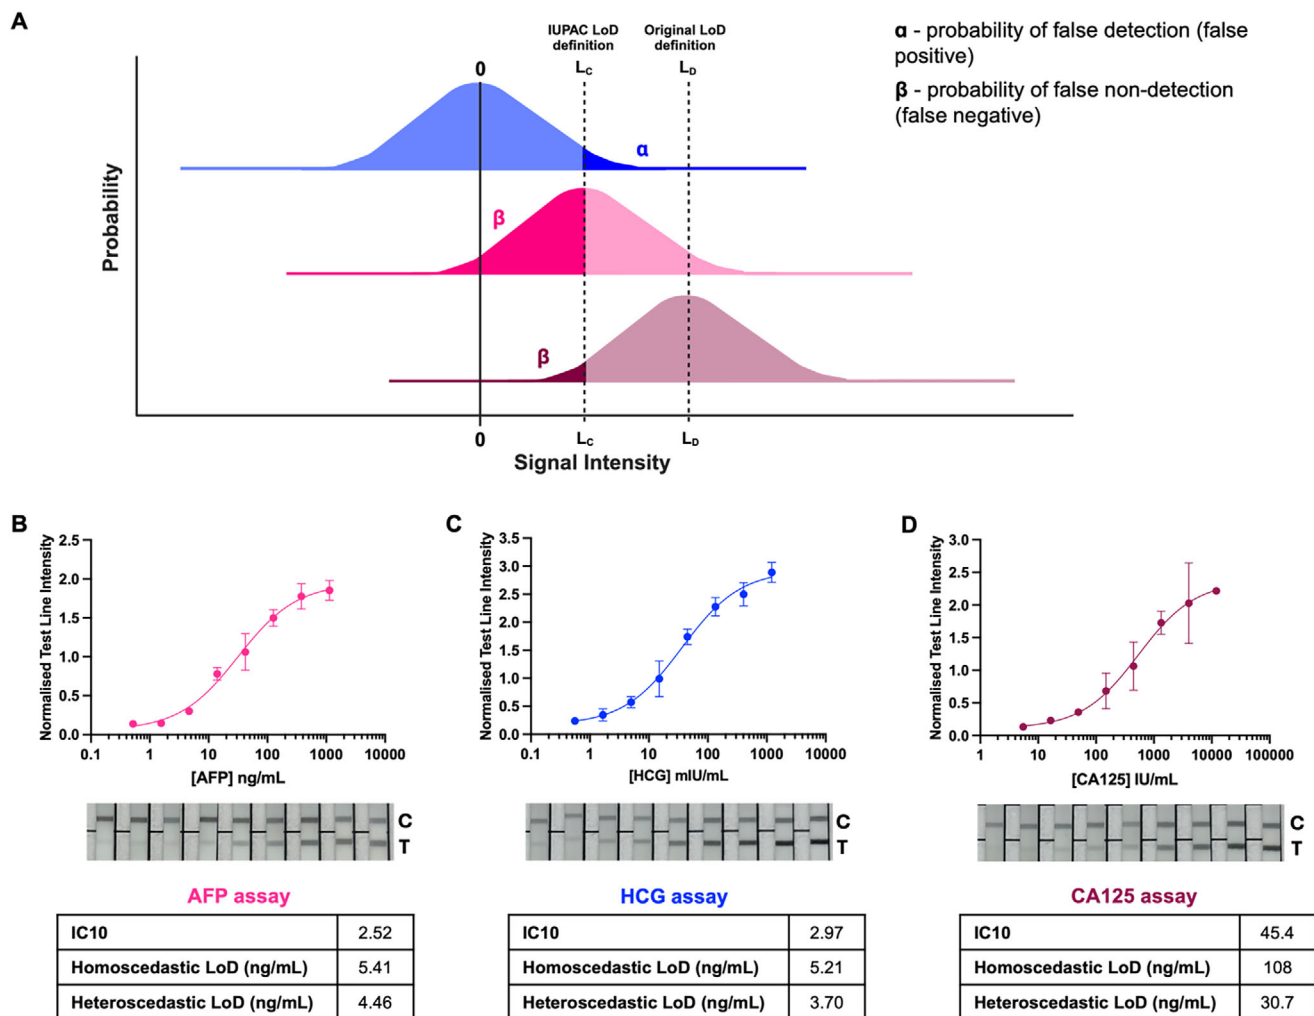 A
IUPAC LoD
definition
Original LoD
definition
0
L_C
L_D
α - probability of false detection (false
positive)
β - probability of false non-detection
(false negative)
α
β
β
Probability
0
L_C
L_D
Signal Intensity
B
Normalised Test Line Intensity
2.5
2.0
1.5
1.0
0.5
0.0
0.1 1 10 100 1000 10000
[AFP] ng/mL
C
T
AFP assay
IC10 2.52
Homoscedastic LoD (ng/mL) 5.41
Heteroscedastic LoD (ng/mL) 4.46
C
Normalised Test Line Intensity
3.5
3.0
2.5
2.0
1.5
1.0
0.5
0.0
0.1 1 10 100 1000 10000
[HCG] mIU/mL
C
T
HCG assay
IC10 2.97
Homoscedastic LoD (ng/mL) 5.21
Heteroscedastic LoD (ng/mL) 3.70
D
Normalised Test Line Intensity
3.0
2.5
2.0
1.5
1.0
0.5
0.0
1 10 100 1000 10000 100000
[CA125] IU/mL
C
T
CA125 assay
IC10 45.4
Homoscedastic LoD (ng/mL) 108
Heteroscedastic LoD (ng/mL) 30.7